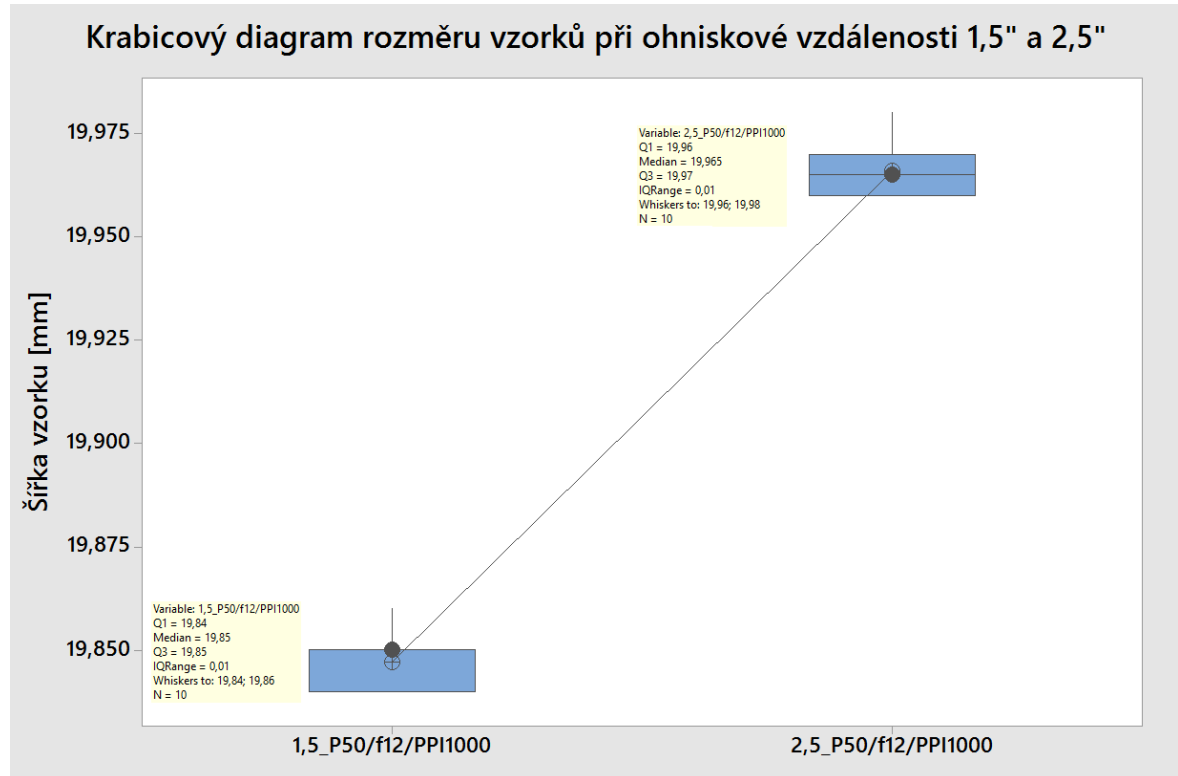 Krabicový diagram rozměru vzorků při ohniskové vzdálenosti 1,5" a 2,5"
Šířka vzorku [mm]
19,975
19,950
19,925
19,900
19,875
19,850
Variable: 2,5_P50/f12/PPI1000
Q1 = 19,96
Median = 19,965
Q3 = 19,97
IQRange = 0,01
Whiskers to: 19,96; 19,98
N = 10
Variable: 1,5_P50/f12/PPI1000
Q1 = 19,84
Median = 19,85
Q3 = 19,85
IQRange = 0,01
Whiskers to: 19,84; 19,86
N = 10
1,5_P50/f12/PPI1000
2,5_P50/f12/PPI1000